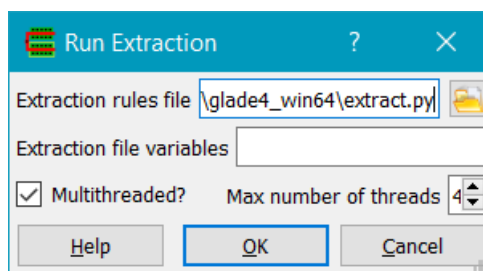 Run Extraction ? ×
Extraction rules file \glade4_win64\extract.py
Extraction file variables
Multithreaded? Max number of threads 4
Help OK Cancel